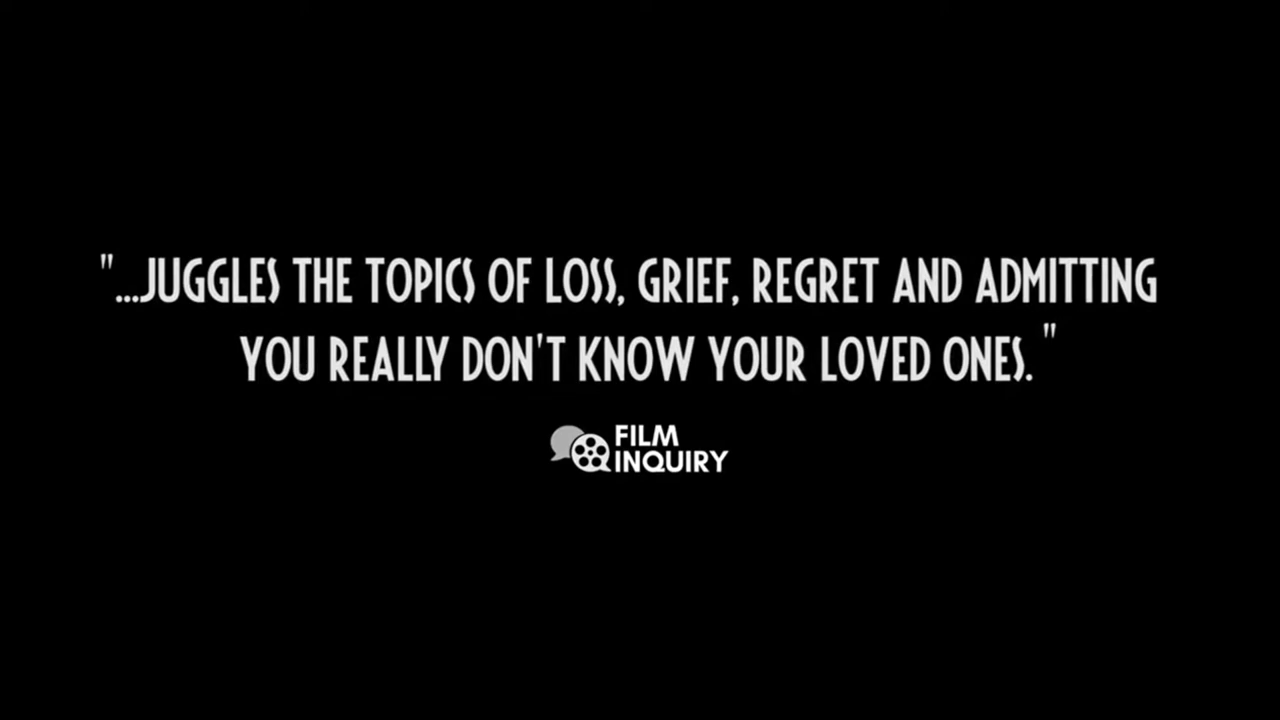 "...JUGGLES THE TOPICS OF LOSS, GRIEF, REGRET AND ADMITTING
YOU REALLY DON'T KNOW YOUR LOVED ONES. "
FILM
INQUIRY